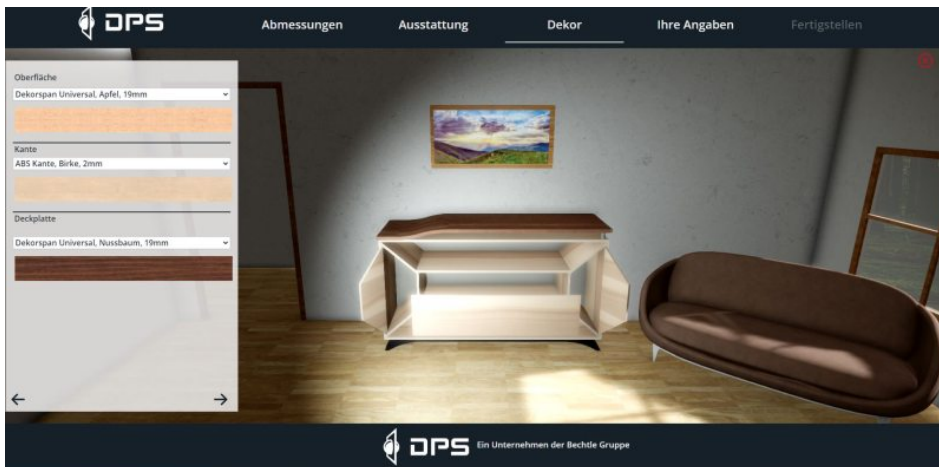 DPS
Abmessungen Ausstattung Dekor Ihre Angaben Fertigstellen
Oberfläche
Dekorspan Universal, Apfel, 19mm
Kante
ABS Kante, Birke, 2mm
Deckplatte
Dekorspan Universal, Nussbaum, 19mm
DPS Ein Unternehmen der Bechtle Gruppe